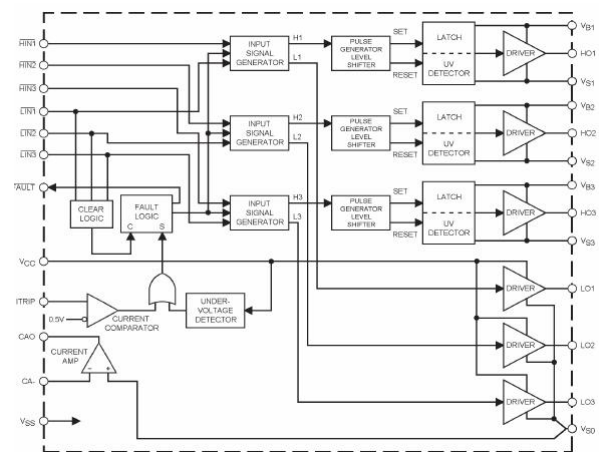 HIN1
HIN2
HIN3
LIN1
LIN2
LIN3
FAULT
VCC
ITRIP
0.5V
CAO
CURRENT
AMP
CA-
VSS
CLEAR
LOGIC
FAULT
LOGIC
C S
CURRENT
COMPARATOR
UNDER-
VOLTAGE
DETECTOR
- +
INPUT
SIGNAL
GENERATOR
H1
L1
PULSE
GENERATOR
LEVEL
SHIFTER
SET
RESET
LATCH
UV
DETECTOR
DRIVER
VB1
HO1
VS1
INPUT
SIGNAL
GENERATOR
H2
L2
PULSE
GENERATOR
LEVEL
SHIFTER
SET
RESET
LATCH
UV
DETECTOR
DRIVER
VB2
HO2
VS2
INPUT
SIGNAL
GENERATOR
H3
L3
PULSE
GENERATOR
LEVEL
SHIFTER
SET
RESET
LATCH
UV
DETECTOR
DRIVER
VB3
HO3
VS3
DRIVER
LO1
DRIVER
LO2
DRIVER
LO3
VS0